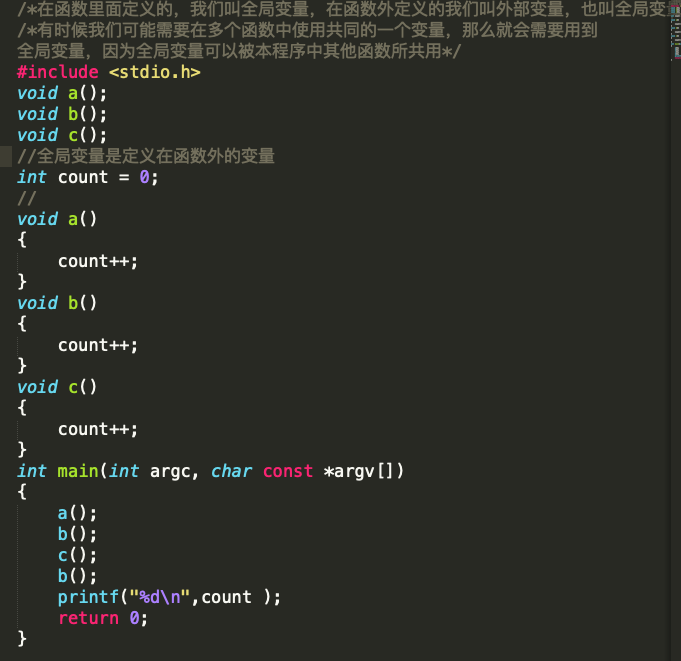 /*在函数里面定义的，我们叫全局变量，在函数外定义的我们叫外部变量，也叫全局变
/*有时候我们可能需要在多个函数中使用共同的一个变量，那么就会需要用到
全局变量，因为全局变量可以被本程序中其他函数所共用*/
#include <stdio.h>
void a();
void b();
void c();
//全局变量是定义在函数外的变量
int count = 0;
//
void a()
{
    count++;
}
void b()
{
    count++;
}
void c()
{
    count++;
}
int main(int argc, char const *argv[])
{
    a();
    b();
    c();
    b();
    printf("%d\n",count );
    return 0;
}